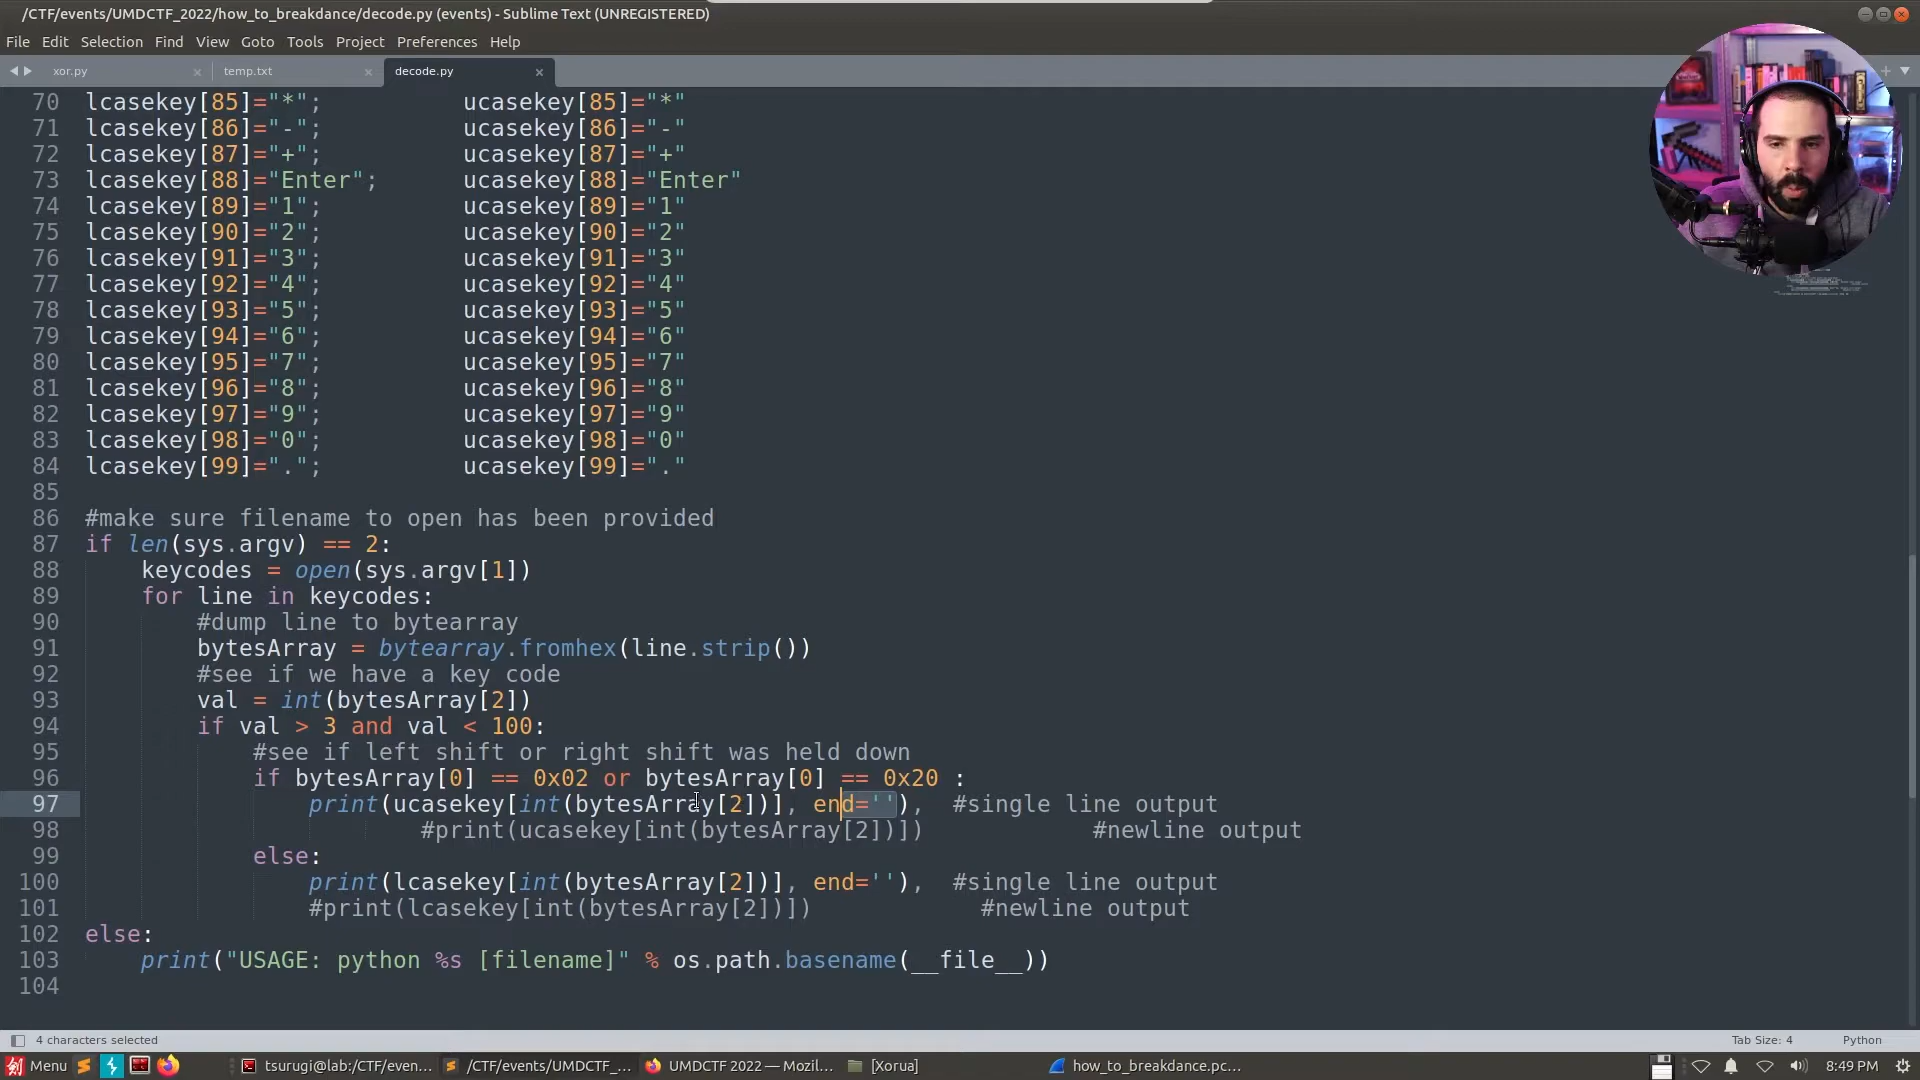 /CTF/events/UMDCTF_2022/how_to_breakdance/decode.py (events) - Sublime Text (UNREGISTERED)
File Edit Selection Find View Goto Tools Project Preferences Help
xor.py temp.txt decode.py
70 lcasekey[85]="*"; ucasekey[85]="*"
71 lcasekey[86]="-"; ucasekey[86]="-"
72 lcasekey[87]="+"; ucasekey[87]="+"
73 lcasekey[88]="Enter"; ucasekey[88]="Enter"
74 lcasekey[89]="1"; ucasekey[89]="1"
75 lcasekey[90]="2"; ucasekey[90]="2"
76 lcasekey[91]="3"; ucasekey[91]="3"
77 lcasekey[92]="4"; ucasekey[92]="4"
78 lcasekey[93]="5"; ucasekey[93]="5"
79 lcasekey[94]="6"; ucasekey[94]="6"
80 lcasekey[95]="7"; ucasekey[95]="7"
81 lcasekey[96]="8"; ucasekey[96]="8"
82 lcasekey[97]="9"; ucasekey[97]="9"
83 lcasekey[98]="0"; ucasekey[98]="0"
84 lcasekey[99]="."; ucasekey[99]="."
85
86 #make sure filename to open has been provided
87 if len(sys.argv) == 2:
88 keycodes = open(sys.argv[1])
89 for line in keycodes:
90 #dump line to bytearray
91 bytesArray = bytearray.fromhex(line.strip())
92 #see if we have a key code
93 val = int(bytesArray[2])
94 if val > 3 and val < 100:
95 #see if left shift or right shift was held down
96 if bytesArray[0] == 0x02 or bytesArray[0] == 0x20 :
97 print(ucasekey[int(bytesArray[2])], end=''), #single line output
98 #print(ucasekey[int(bytesArray[2])]) #newline output
99 else:
100 print(lcasekey[int(bytesArray[2])], end=''), #single line output
101 #print(lcasekey[int(bytesArray[2])]) #newline output
102 else:
103 print("USAGE: python %s [filename]" % os.path.basename(__file__))
104
4 characters selected Tab Size: 4 Python
Menu tsurugi@lab:/CTF/even... /CTF/events/UMDCTF_... UMDCTF 2022 — Mozil... [Xorua] how_to_breakdance.pc... 8:49 PM